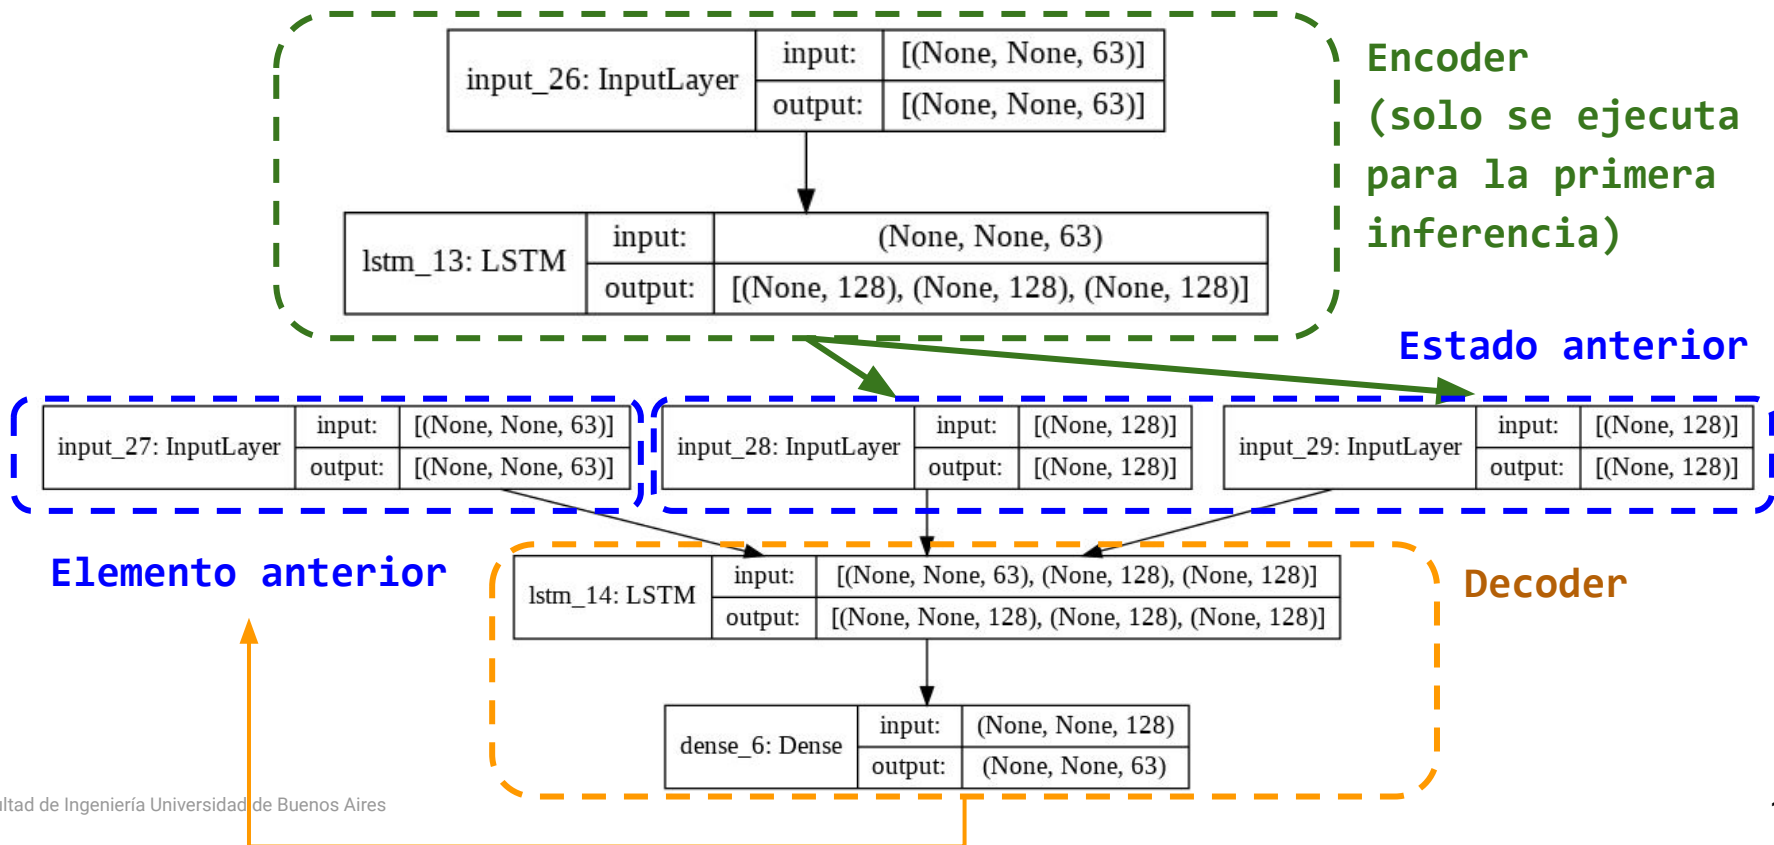 input_26: InputLayer
input: [(None, None, 63)]
output: [(None, None, 63)]
Encoder
(solo se ejecuta
para la primera
inferencia)
lstm_13: LSTM
input: (None, None, 63)
output: [(None, 128), (None, 128), (None, 128)]
Estado anterior
input_27: InputLayer
input: [(None, None, 63)]
output: [(None, None, 63)]
input_28: InputLayer
input: [(None, 128)]
output: [(None, 128)]
input_29: InputLayer
input: [(None, 128)]
output: [(None, 128)]
Elemento anterior
lstm_14: LSTM
input: [(None, None, 63), (None, 128), (None, 128)]
output: [(None, None, 128), (None, 128), (None, 128)]
Decoder
dense_6: Dense
input: (None, None, 128)
output: (None, None, 63)
ultad de Ingeniería Universidad de Buenos Aires